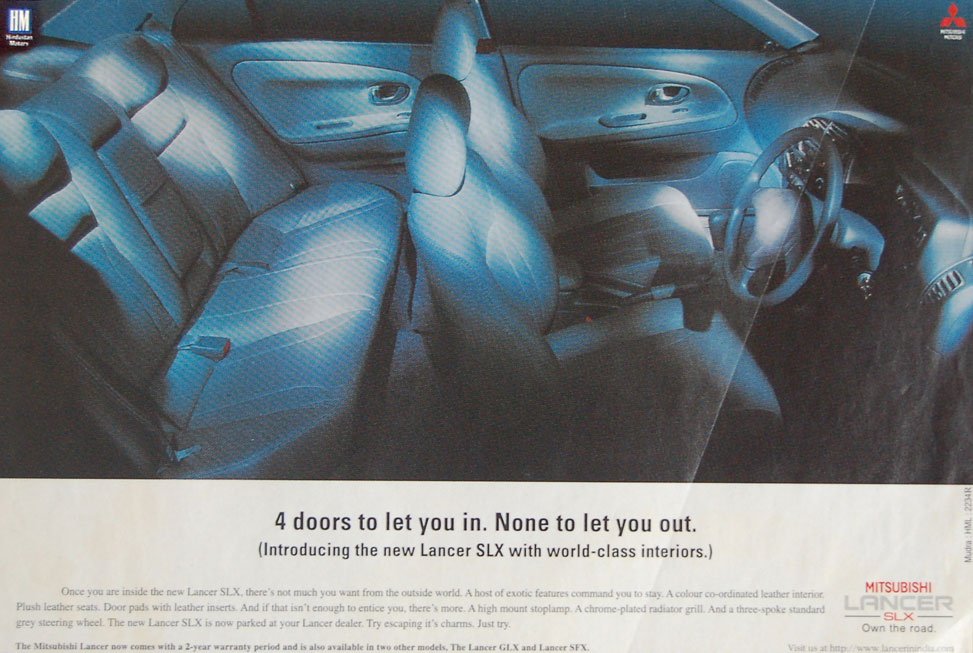 HM
Hindustan
Motors
MITSUBISHI
MOTORS
4 doors to let you in. None to let you out.
(Introducing the new Lancer SLX with world-class interiors.)
Once you are inside the new Lancer SLX, there's not much you want from the outside world. A host of exotic features command you to stay. A colour co-ordinated leather interior.
Plush leather seats. Door pads with leather inserts. And if that isn't enough to entice you, there's more. A high mount stoplamp. A chrome-plated radiator grill. And a three-spoke standard
grey steering wheel. The new Lancer SLX is now parked at your Lancer dealer. Try escaping it's charms. Just try.
MITSUBISHI
LANCER
SLX
Own the road.
The Mitsubishi Lancer now comes with a 2-year warranty period and is also available in two other models, The Lancer GLX and Lancer SFX.
Visit us at http://www.lancerinindia.com
Mudra : HML : 2234 R